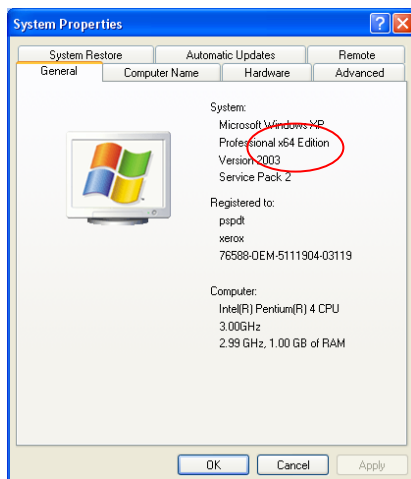 System Properties
System Restore Automatic Updates Remote
General Computer Name Hardware Advanced
System:
Microsoft Windows XP
Professional x64 Edition
Version 2003
Service Pack 2
Registered to:
pspdt
xerox
76588-OEM-5111904-03119
Computer:
Intel(R) Pentium(R) 4 CPU
3.00GHz
2.99 GHz, 1.00 GB of RAM
OK Cancel Apply